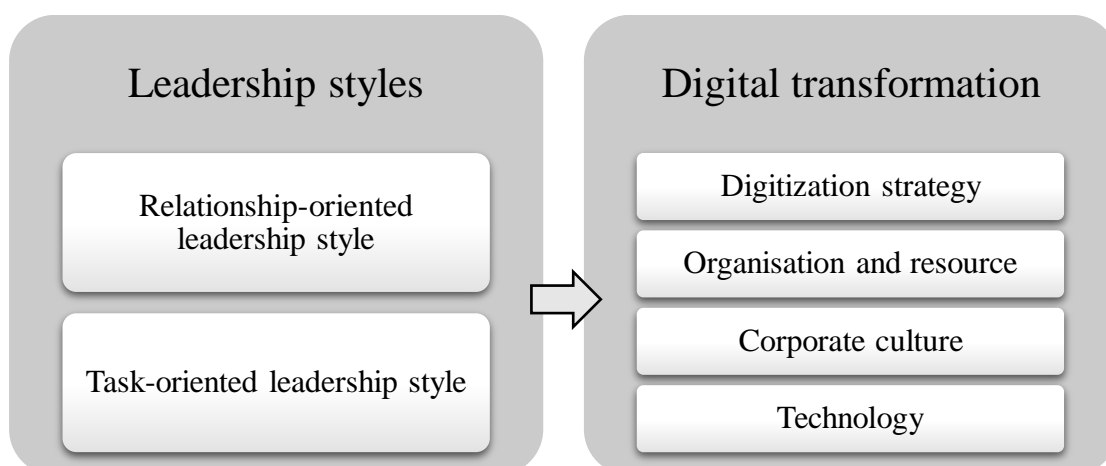 Leadership styles
Relationship-oriented
leadership style
Task-oriented leadership style
Digital transformation
Digitization strategy
Organisation and resource
Corporate culture
Technology